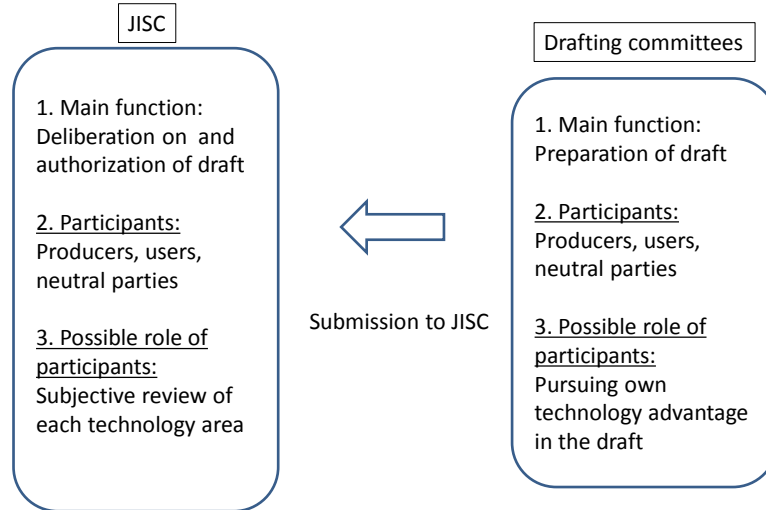 JISC
1. Main function:
Deliberation on and
authorization of draft
2. Participants:
Producers, users,
neutral parties
3. Possible role of
participants:
Subjective review of
each technology area
Submission to JISC
Drafting committees
1. Main function:
Preparation of draft
2. Participants:
Producers, users,
neutral parties
3. Possible role of
participants:
Pursuing own
technology advantage
in the draft